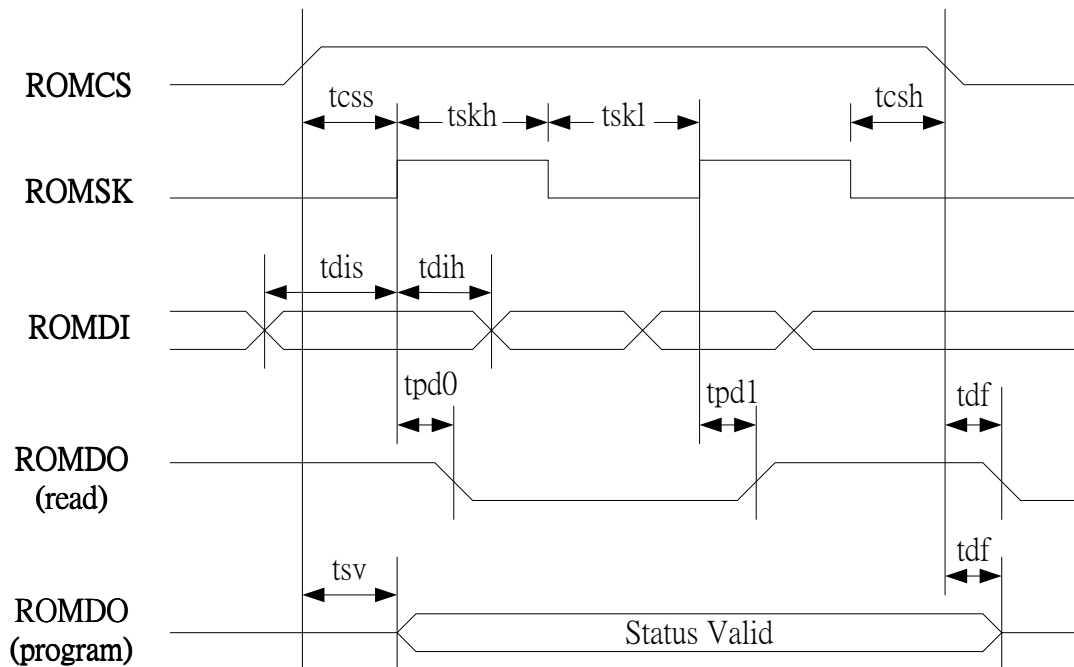 ROMCS
tcss
tskh
tskl
tcsh
ROMSK
tdis
tdih
ROMDI
tpd0
tpd1
tdf
ROMDO
(read)
tsv
tdf
ROMDO
(program)
Status Valid